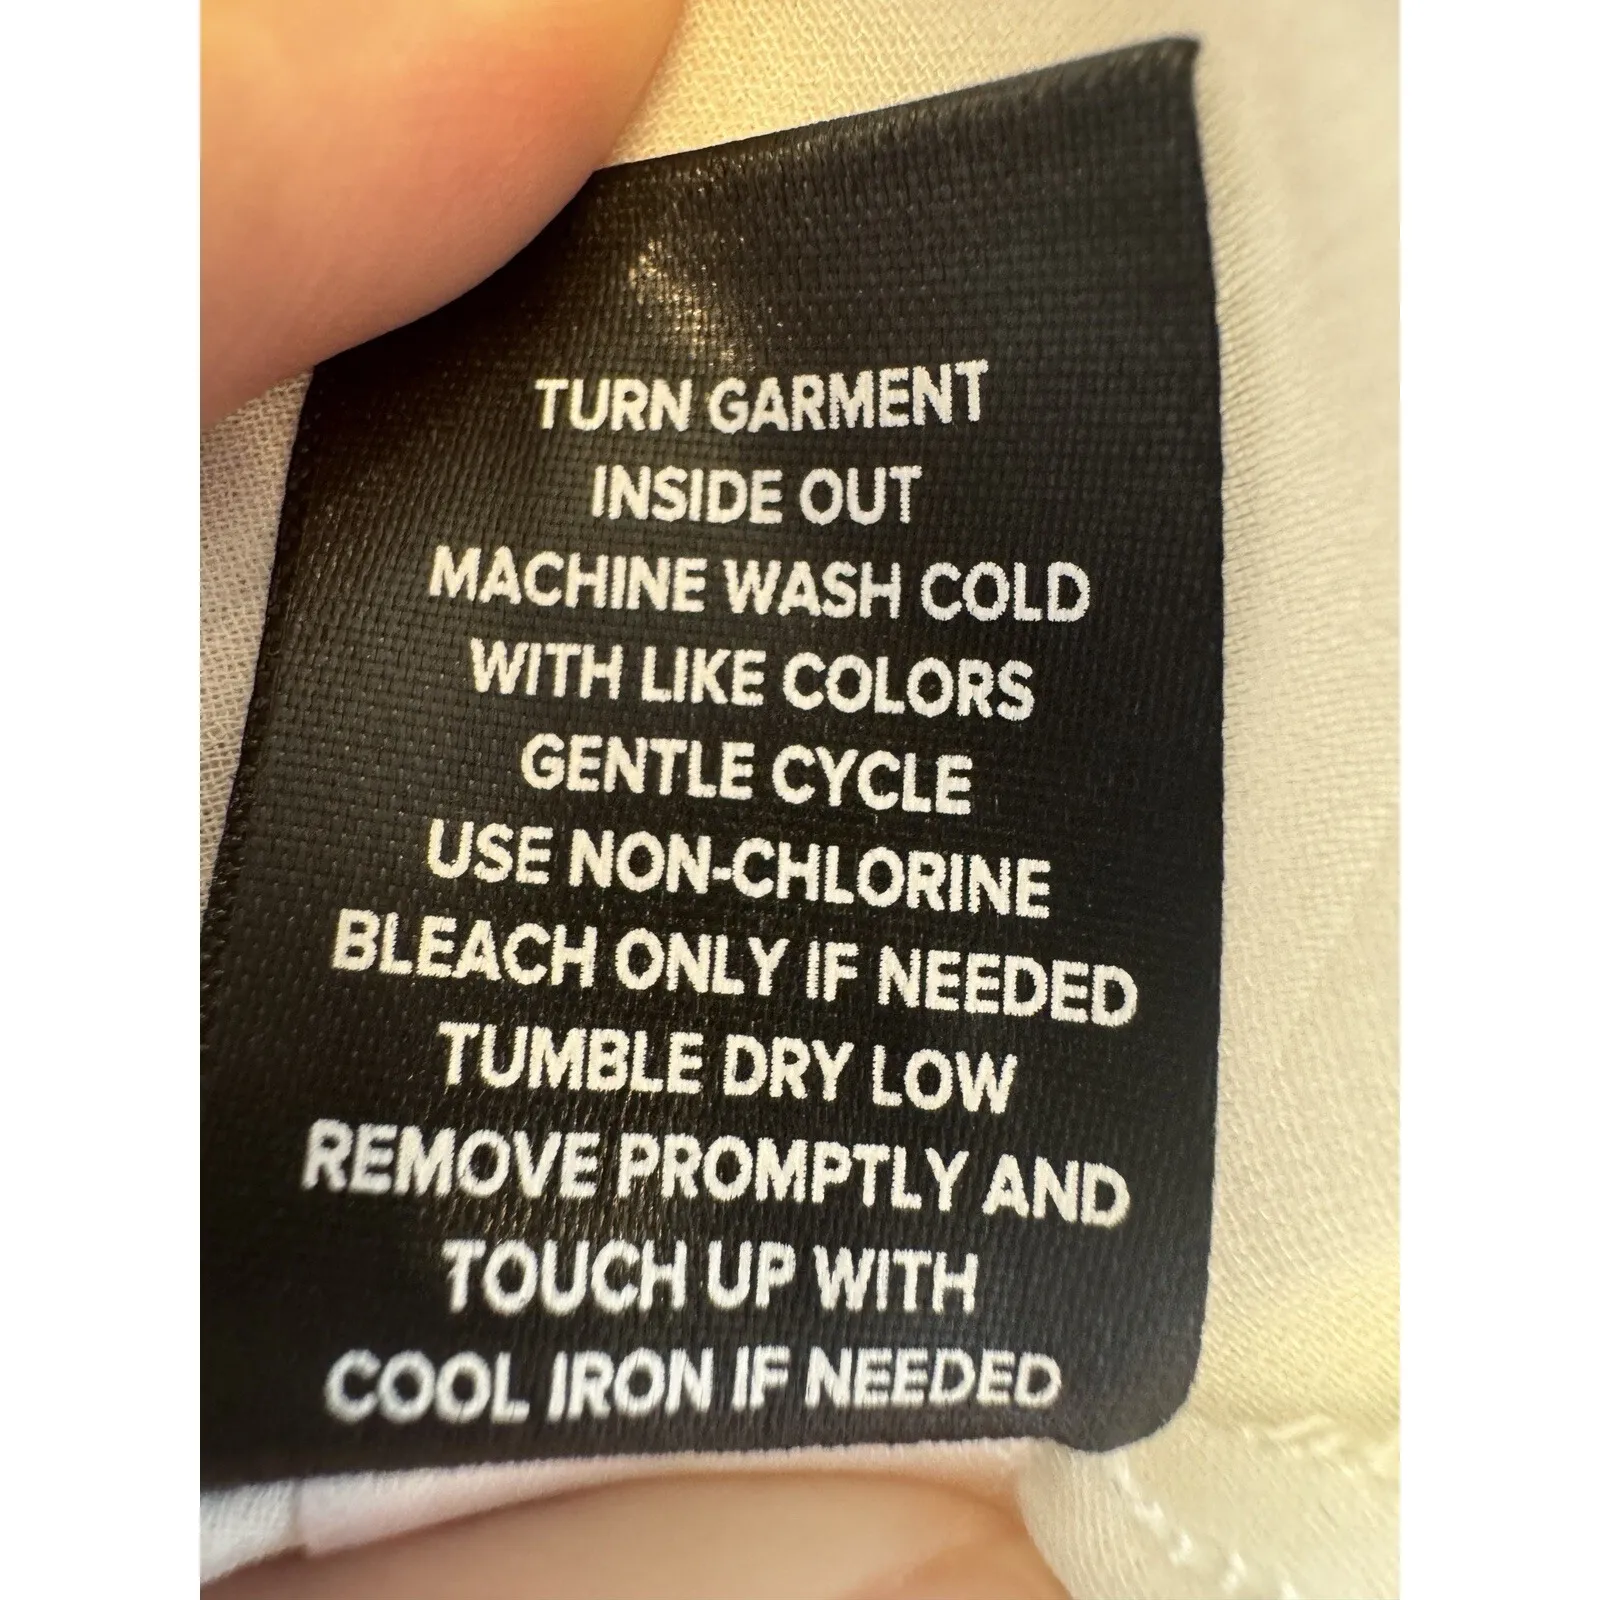 TURN GARMENT
INSIDE OUT
MACHINE WASH COLD
WITH LIKE COLORS
GENTLE CYCLE
USE NON-CHLORINE
BLEACH ONLY IF NEEDED
TUMBLE DRY LOW
REMOVE PROMPTLY AND
TOUCH UP WITH
COOL IRON IF NEEDED